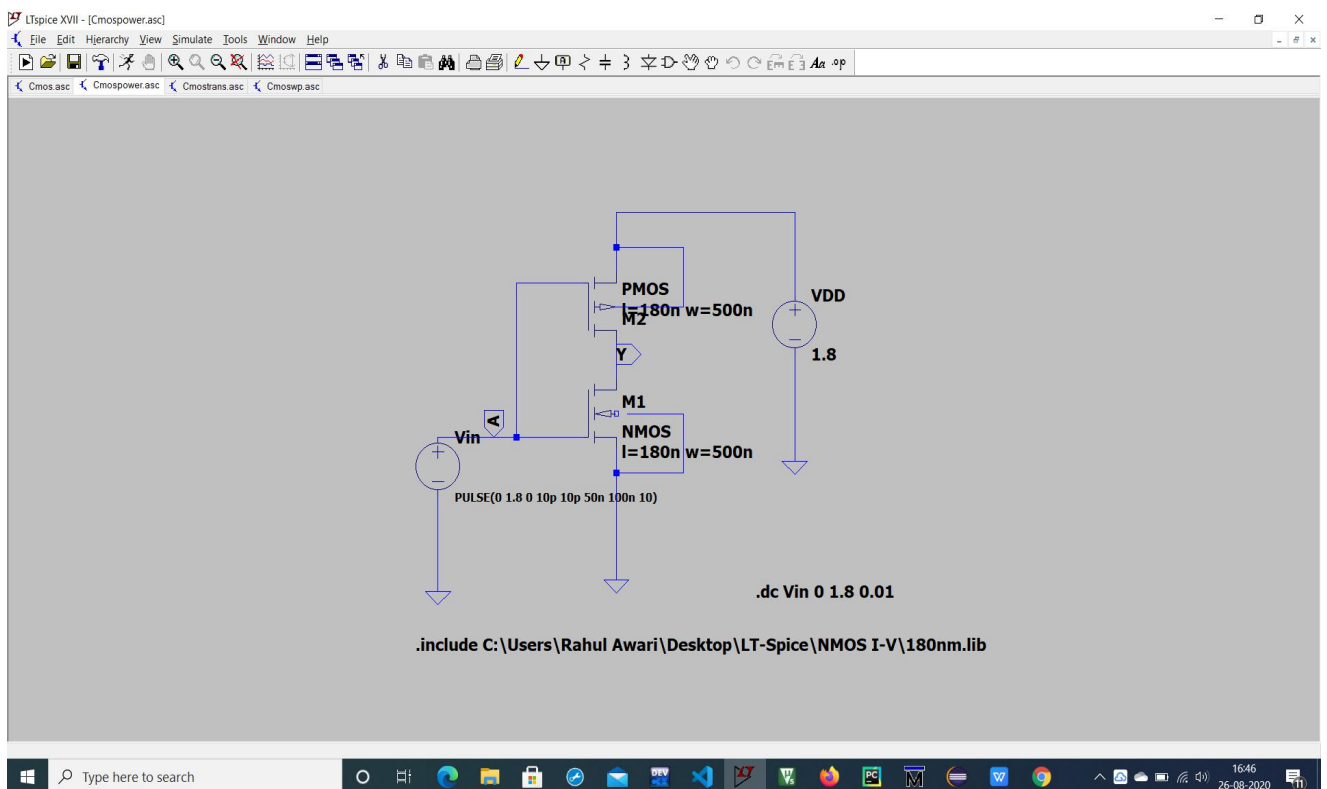 LTspice XVII - [Cmospower.asc]
File Edit Hierarchy View Simulate Tools Window Help
Cmos.asc Cmospower.asc Cmostrans.asc Cmoswp.asc
PMOS
l=180n w=500n
M2
VDD
1.8
Y
M1
NMOS
l=180n w=500n
A
Vin
PULSE(0 1.8 0 10p 10p 50n 100n 10)
.dc Vin 0 1.8 0.01
.include C:\Users\Rahul Awari\Desktop\LT-Spice\NMOS I-V\180nm.lib
Type here to search
DEV
PC
W
16:46
26-08-2020
11